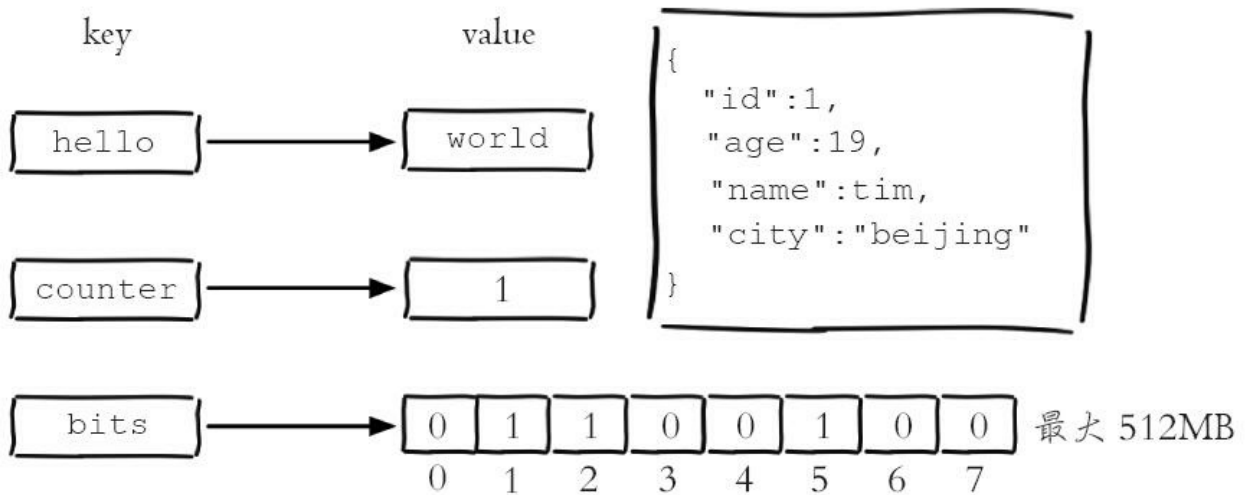 key
value
hello
world
counter
1
bits
0 1 1 0 0 1 0 0
最大 512MB
0 1 2 3 4 5 6 7
{
"id":1,
"age":19,
"name":tim,
"city":"beijing"
}